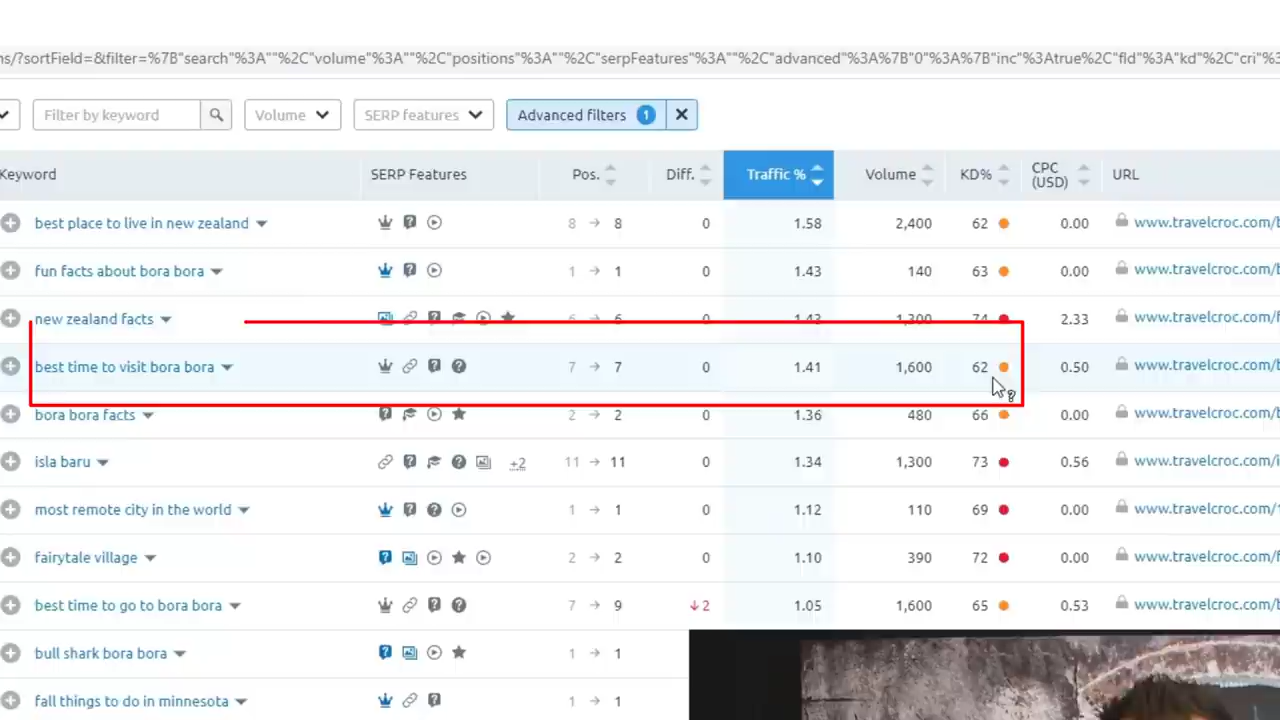 ns/?sortField=&filter=%7B"search"%3A""%2C"volume"%3A""%2C"positions"%3A""%2C"serpFeatures"%3A""%2C"advanced"%3A%7B"0"%3A%7B"inc"%3Atrue%2C"fld"%3A"kd"%2C"cri"%3
Filter by keyword Volume SERP features Advanced filters 1
Keyword SERP Features Pos. Diff. Traffic % Volume KD% CPC (USD) URL
best place to live in new zealand 8 → 8 0 1.58 2,400 62 0.00 www.travelcroc.com/b
fun facts about bora bora 1 → 1 0 1.43 140 63 0.00 www.travelcroc.com/b
new zealand facts 6 → 6 0 1.43 1,300 74 2.33 www.travelcroc.com/f
best time to visit bora bora 7 → 7 0 1.41 1,600 62 0.50 www.travelcroc.com/b
bora bora facts 2 → 2 0 1.36 480 66 0.00 www.travelcroc.com/b
isla baru +2 11 → 11 0 1.34 1,300 73 0.56 www.travelcroc.com/i
most remote city in the world 1 → 1 0 1.12 110 69 0.00 www.travelcroc.com/1
fairytale village 2 → 2 0 1.10 390 72 0.00 www.travelcroc.com/f
best time to go to bora bora 7 → 9 ↓2 1.05 1,600 65 0.53 www.travelcroc.com/b
bull shark bora bora 1 → 1
fall things to do in minnesota 1 → 1